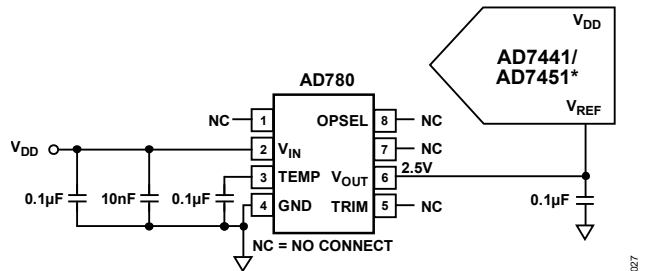 V_DD
AD7441/
AD7451*
V_REF
AD780
NC 1 OPSEL 8 NC
V_DD 2 V_IN 7 NC
3 TEMP V_OUT 6 2.5V
0.1µF 10nF 0.1µF 4 GND TRIM 5 NC 0.1µF
NC = NO CONNECT
027